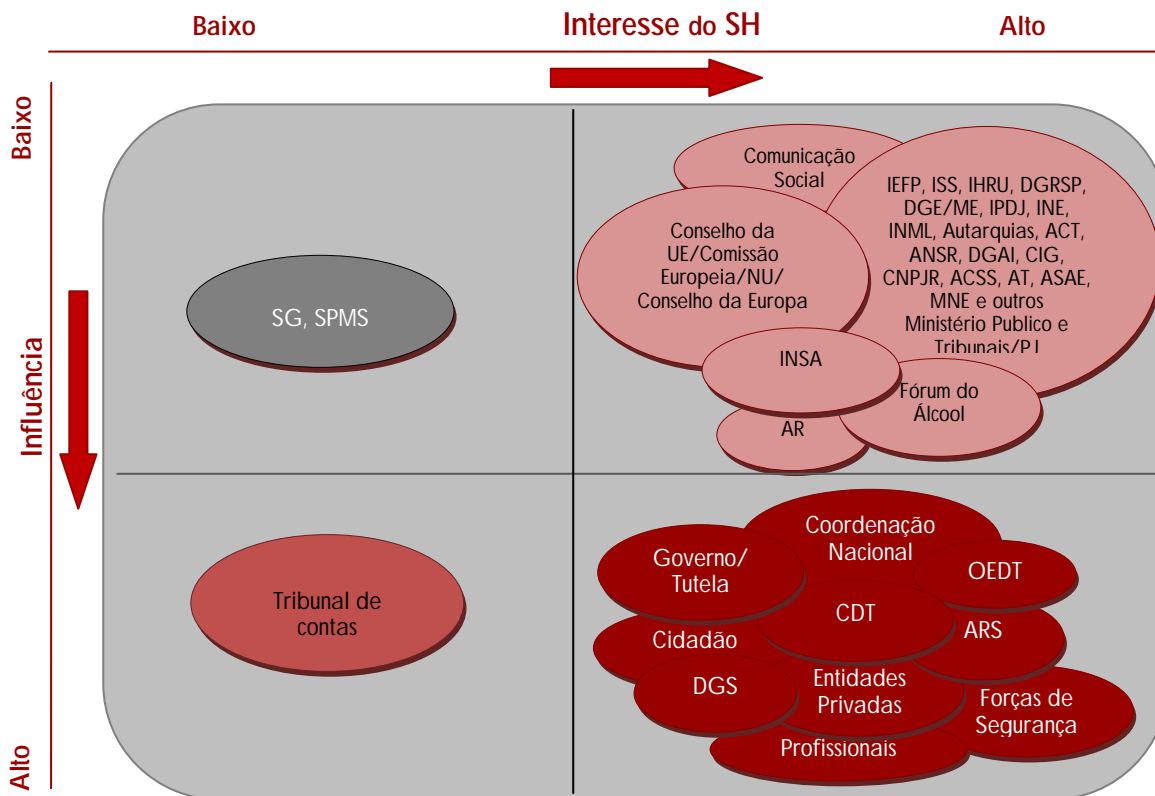 Baixo
Interesse do SH
Alto
Baixo
Influência
Alto
SG, SPMS
Comunicação
Social
Conselho da
UE/Comissão
Europeia/NU/
Conselho da Europa
IEFP, ISS, IHRU, DGRSP,
DGE/ME, IPDJ, INE,
INML, Autarquias, ACT,
ANSR, DGAI, CIG,
CNPJR, ACSS, AT, ASAE,
MNE e outros
Ministério Publico e
Tribunais/PJ
INSA
Fórum do
Álcool
AR
Tribunal de
contas
Coordenação
Nacional
Governo/
Tutela
OEDT
CDT
Cidadão
ARS
DGS
Entidades
Privadas
Forças de
Segurança
Profissionais